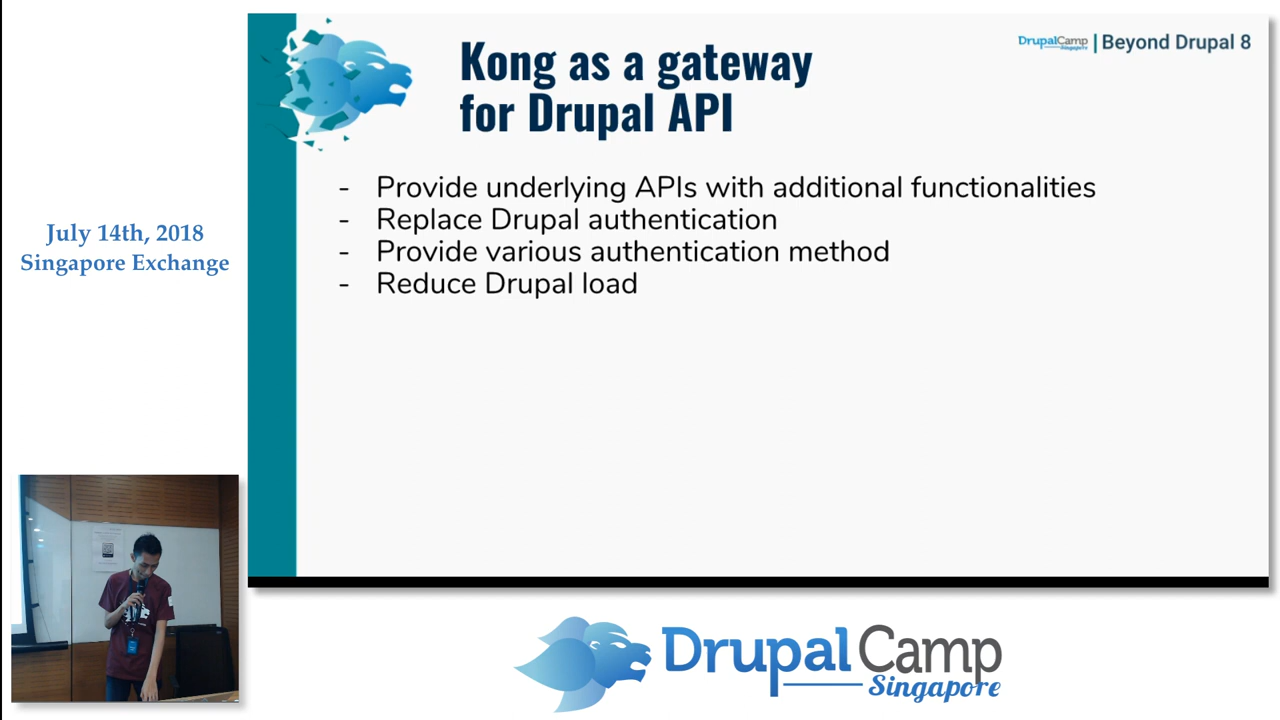 DrupalCamp Singapore | Beyond Drupal 8
Kong as a gateway
for Drupal API
- Provide underlying APIs with additional functionalities
- Replace Drupal authentication
- Provide various authentication method
- Reduce Drupal load
July 14th, 2018
Singapore Exchange
DrupalCamp
Singapore